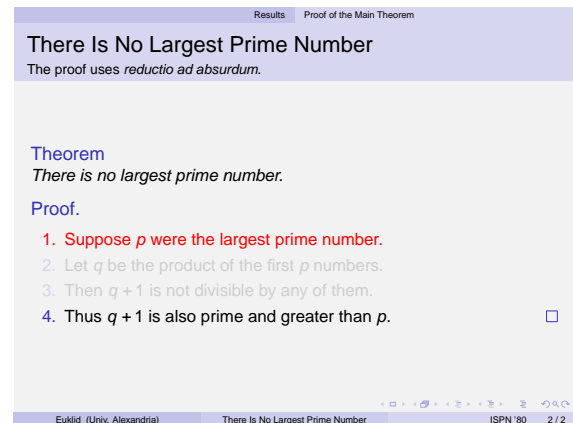 Results Proof of the Main Theorem
There Is No Largest Prime Number
The proof uses reductio ad absurdum.
Theorem
There is no largest prime number.
Proof.
1. Suppose p were the largest prime number.
2. Let q be the product of the first p numbers.
3. Then q + 1 is not divisible by any of them.
4. Thus q + 1 is also prime and greater than p.
Euklid (Univ. Alexandria) There Is No Largest Prime Number ISPN '80 2 / 2